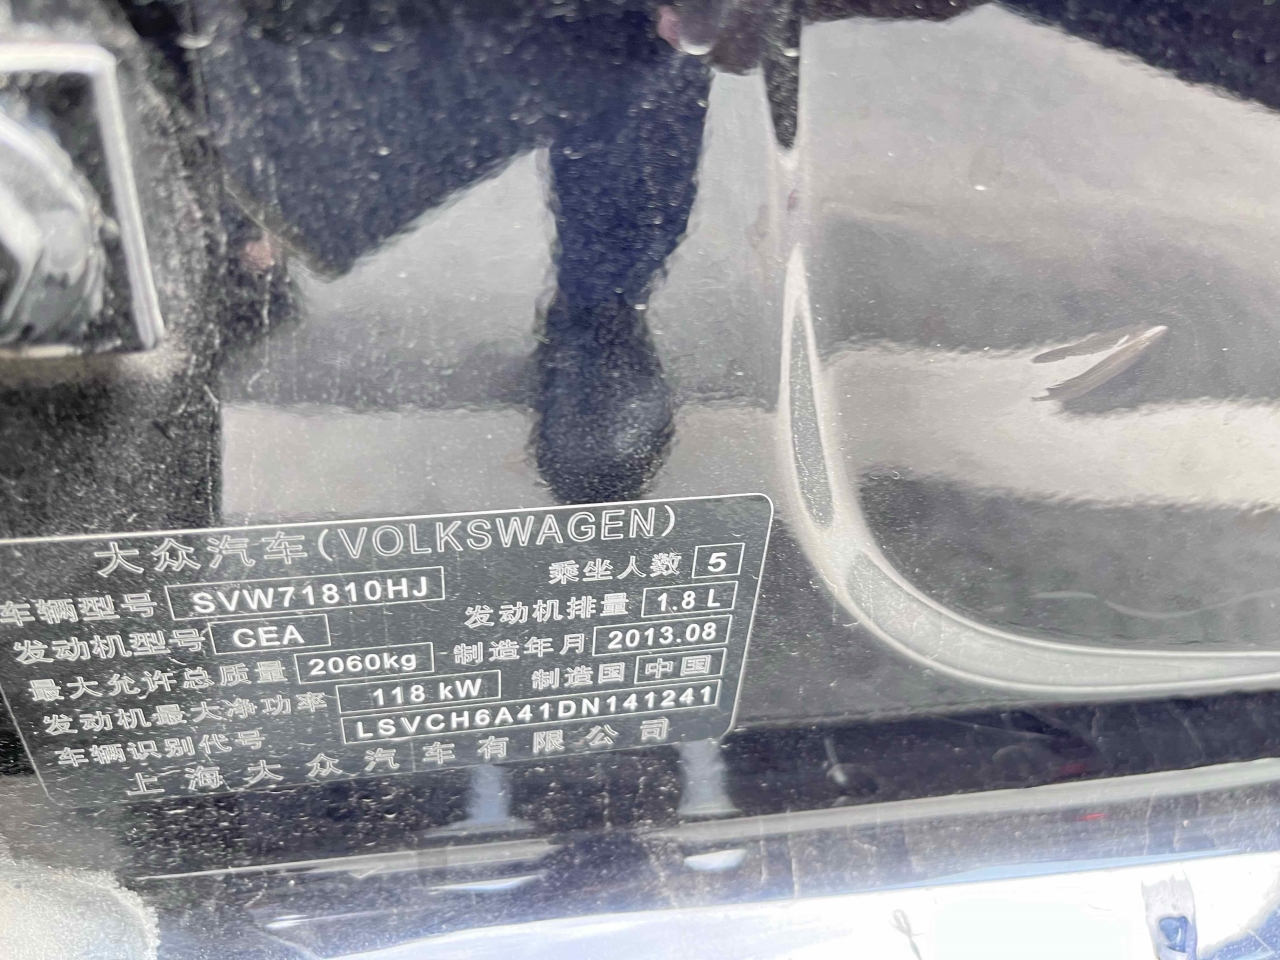 大众汽车(VOLKSWAGEN)
车辆型号 SVW71810HJ 乘坐人数 5
发动机型号 CEA 发动机排量 1.8 L
最大允许总质量 2060kg 制造年月 2013.08
发动机最大净功率 118 kW 制造国 中国
车辆识别代号 LSVCH6A41DN141241
上海大众汽车有限公司